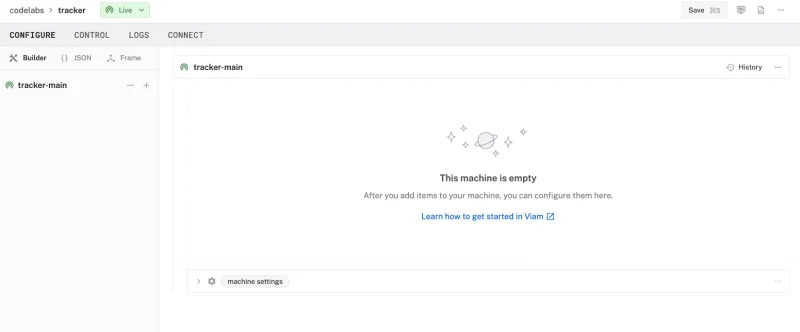 codelabs > tracker Live Save ⌘S
CONFIGURE CONTROL LOGS CONNECT
Builder {} JSON Frame
tracker-main
tracker-main History
This machine is empty
After you add items to your machine, you can configure them here.
Learn how to get started in Viam
machine settings